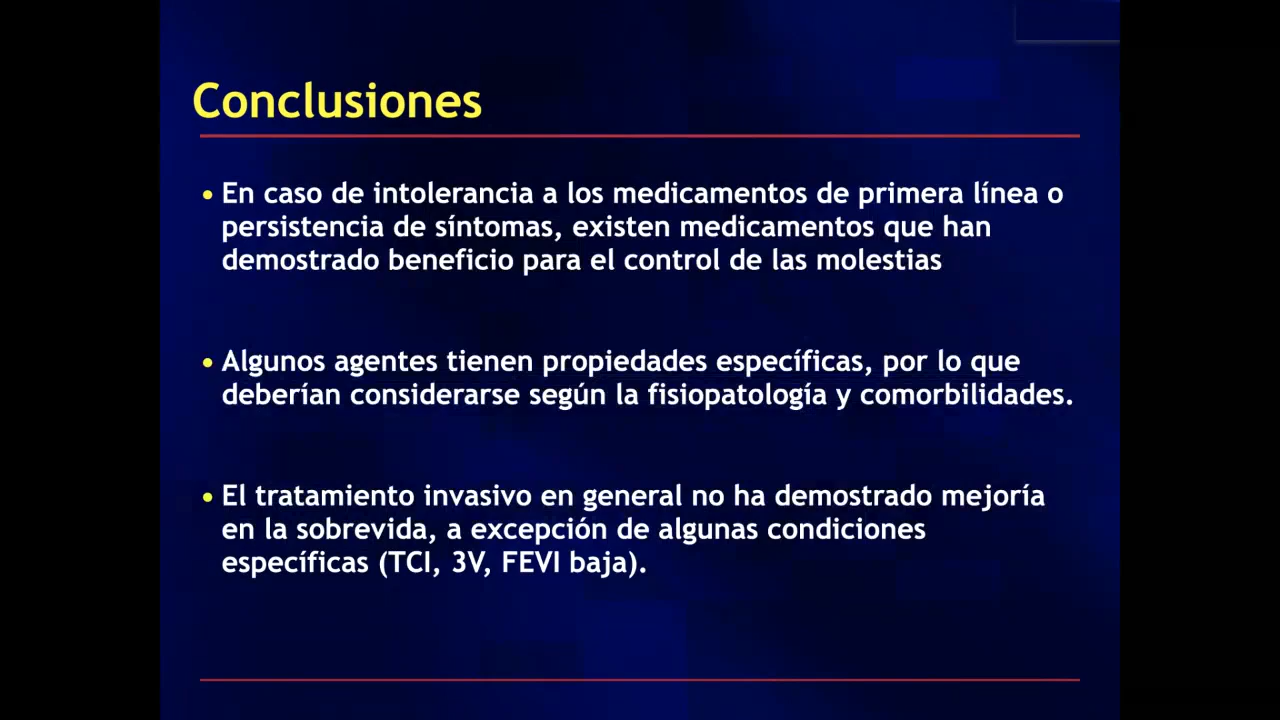 Conclusiones
• En caso de intolerancia a los medicamentos de primera línea o
persistencia de síntomas, existen medicamentos que han
demostrado beneficio para el control de las molestias
• Algunos agentes tienen propiedades específicas, por lo que
deberían considerarse según la fisiopatología y comorbilidades.
• El tratamiento invasivo en general no ha demostrado mejoría
en la sobrevida, a excepción de algunas condiciones
específicas (TCI, 3V, FEVI baja).